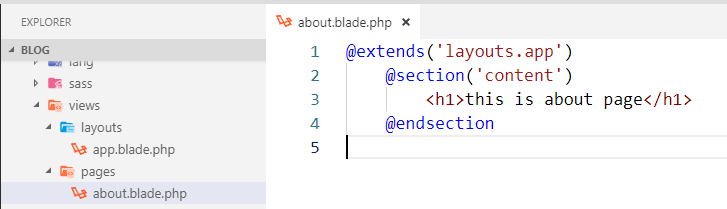 EXPLORER
BLOG
lang
sass
views
layouts
app.blade.php
pages
about.blade.php
about.blade.php ×
1 @extends('layouts.app')
2 @section('content')
3 <h1>this is about page</h1>
4 @endsection
5